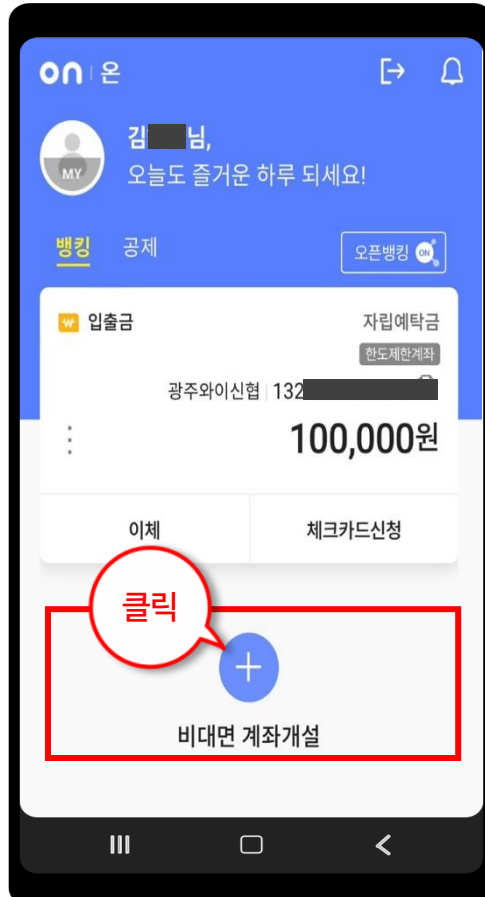 on 온
김 님,
MY
오늘도 즐거운 하루 되세요!
뱅킹 공제
오픈뱅킹 ON
₩ 입출금
자립예탁금
한도제한계좌
광주와이신협 132
100,000원
이체 체크카드신청
클릭
비대면 계좌개설